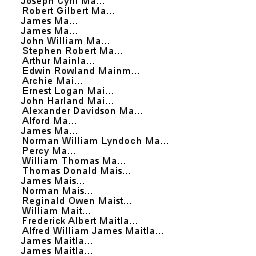 Joseph Cyril Ma...
Robert Gilbert Ma...
James Ma...
James Ma...
John William Ma...
Stephen Robert Ma...
Arthur Mainla...
Edwin Rowland Mainm...
Archie Mai...
Ernest Logan Mai...
John Harland Mai...
Alexander Davidson Ma...
Alford Ma...
James Ma...
Norman William Lyndoch Ma...
Percy Ma...
William Thomas Ma...
Thomas Donald Mais...
James Mais...
Norman Mais...
Reginald Owen Maist...
William Mait...
Frederick Albert Maitla...
Alfred William James Maitla...
James Maitla...
James Maitla...